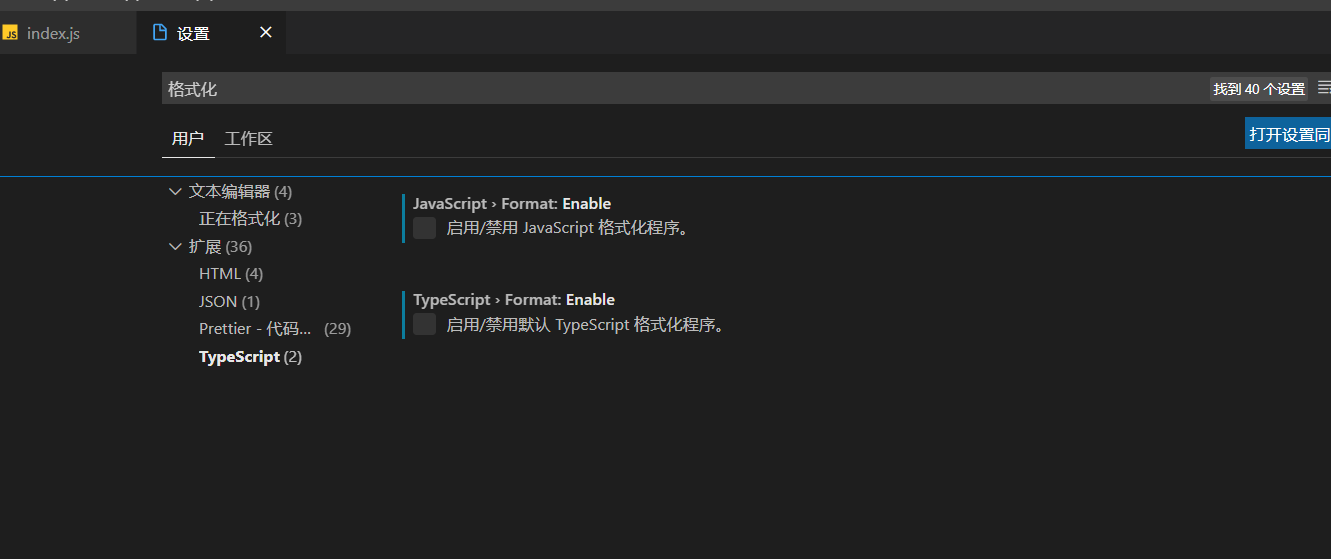 index.js
设置
格式化
找到 40 个设置
用户
工作区
打开设置同
文本编辑器 (4)
正在格式化 (3)
扩展 (36)
HTML (4)
JSON (1)
Prettier - 代码... (29)
TypeScript (2)
JavaScript › Format: Enable
启用/禁用 JavaScript 格式化程序。
TypeScript › Format: Enable
启用/禁用默认 TypeScript 格式化程序。